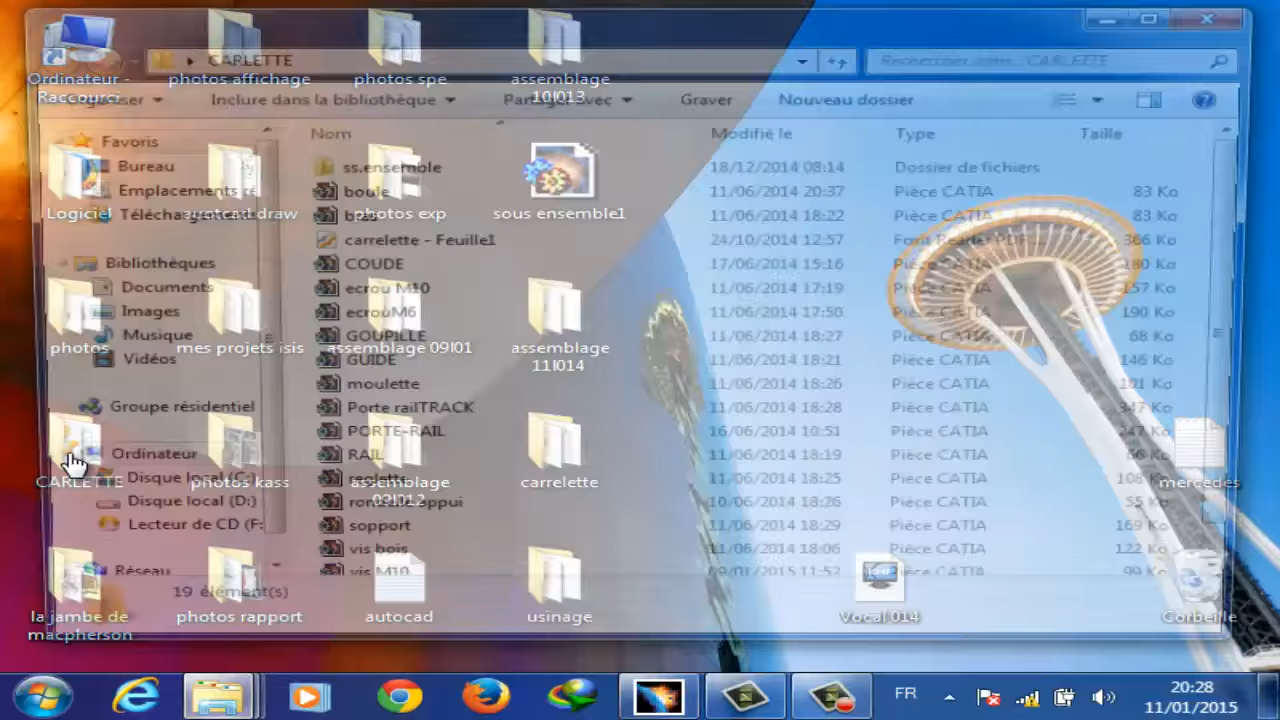 CARLETTE
Rechercher dans : CARLETTE
Inclure dans la bibliothèque
Partager avec
Graver
Nouveau dossier
Nom
Modifié le
Type
Taille
Favoris
Bureau
Emplacements ré
Bibliothèques
Documents
Images
Musique
Vidéos
Groupe résidentiel
Ordinateur
Disque local (C:)
Disque local (D:)
Lecteur de CD (F:
Réseau
ss.ensemble 18/12/2014 08:14 Dossier de fichiers
boule 11/06/2014 20:37 Pièce CATIA 83 Ko
11/06/2014 18:22 Pièce CATIA 83 Ko
carrelette - Feuille1 24/10/2014 12:57 Foxit Reader PDF ... 366 Ko
COUDE 17/06/2014 15:16 Pièce CATIA 180 Ko
ecrou M10 11/06/2014 17:19 Pièce CATIA 157 Ko
ecrouM6 11/06/2014 17:50 Pièce CATIA 190 Ko
GOUPILLE 11/06/2014 18:27 Pièce CATIA 68 Ko
GUIDE 11/06/2014 18:21 Pièce CATIA 146 Ko
moulette 11/06/2014 18:26 Pièce CATIA 101 Ko
Porte railTRACK 11/06/2014 18:28 Pièce CATIA 347 Ko
PORTE-RAIL 16/06/2014 10:51 Pièce CATIA 247 Ko
RAIL 11/06/2014 18:19 Pièce CATIA 66 Ko
11/06/2014 18:25 Pièce CATIA 108 Ko
10/06/2014 18:26 Pièce CATIA 55 Ko
sopport 11/06/2014 18:29 Pièce CATIA 169 Ko
vis bois 11/06/2014 18:06 Pièce CATIA 122 Ko
vis M10 09/01/2015 11:52 Pièce CATIA 99 Ko
19 élément(s)
Ordinateur -
Raccourci
photos affichage
photos spe
assemblage
10I013
Logiciel
autocad draw
photos exp
sous ensemble1
photos
mes projets isis
assemblage 09I01
assemblage
11I014
CARLETTE
photos kass
assemblage
09I012
carrelette
mercedes
la jambe de
macpherson
photos rapport
autocad
usinage
Vocal 014
Corbeille
FR
20:28
11/01/2015